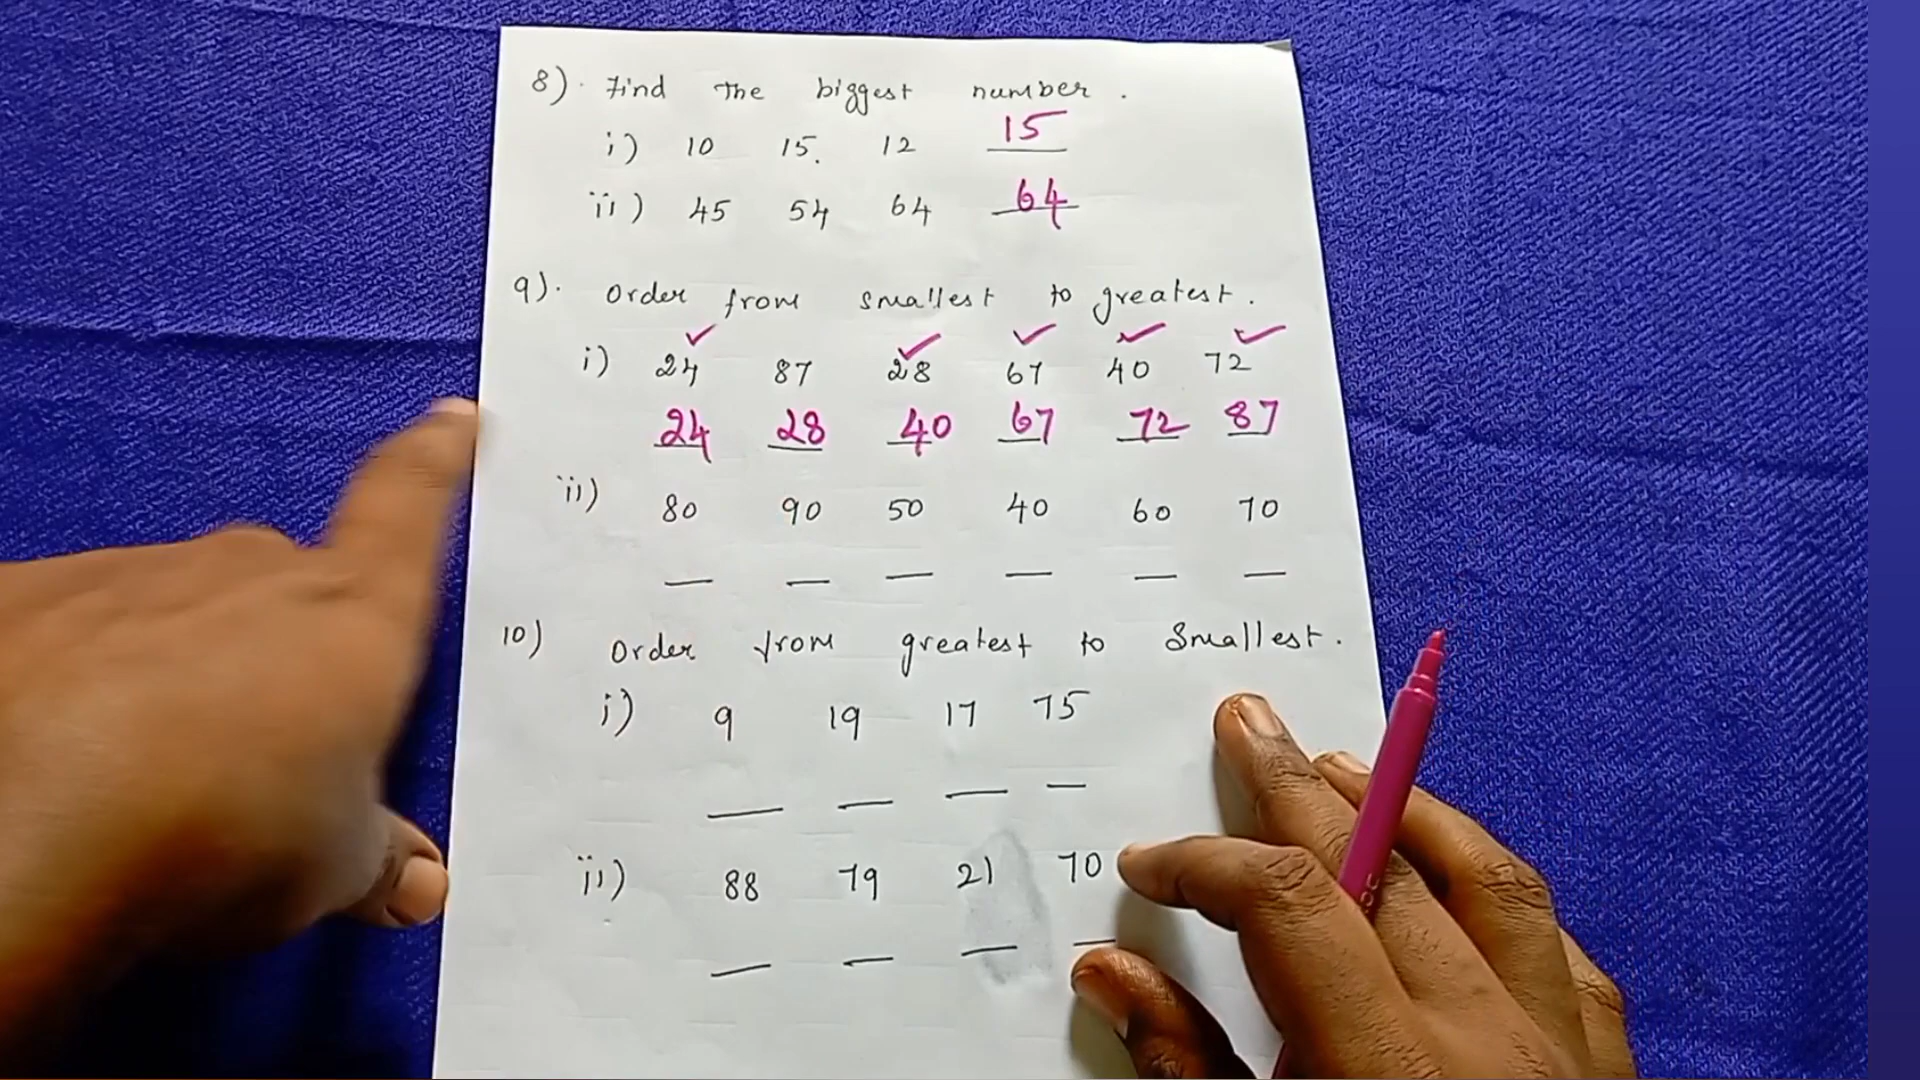 8). Find the biggest number.
i) 10 15. 12 15
ii) 45 54 64 64
9). Order from smallest to greatest.
i) 24 87 28 67 40 72
24 28 40 67 72 87
ii) 80 90 50 40 60 70
10) Order from greatest to Smallest.
i) 9 19 17 75
ii) 88 79 21 70